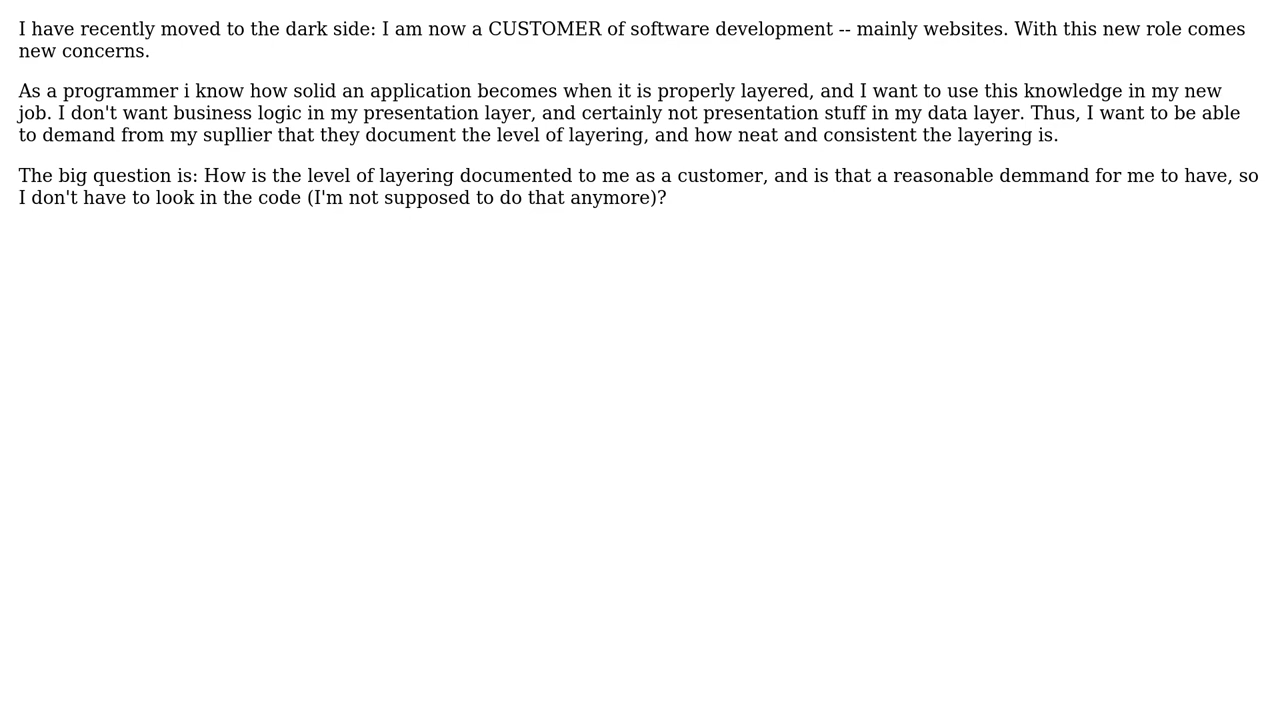 I have recently moved to the dark side: I am now a CUSTOMER of software development -- mainly websites. With this new role comes
new concerns.
As a programmer i know how solid an application becomes when it is properly layered, and I want to use this knowledge in my new
job. I don't want business logic in my presentation layer, and certainly not presentation stuff in my data layer. Thus, I want to be able
to demand from my supllier that they document the level of layering, and how neat and consistent the layering is.
The big question is: How is the level of layering documented to me as a customer, and is that a reasonable demmand for me to have, so
I don't have to look in the code (I'm not supposed to do that anymore)?